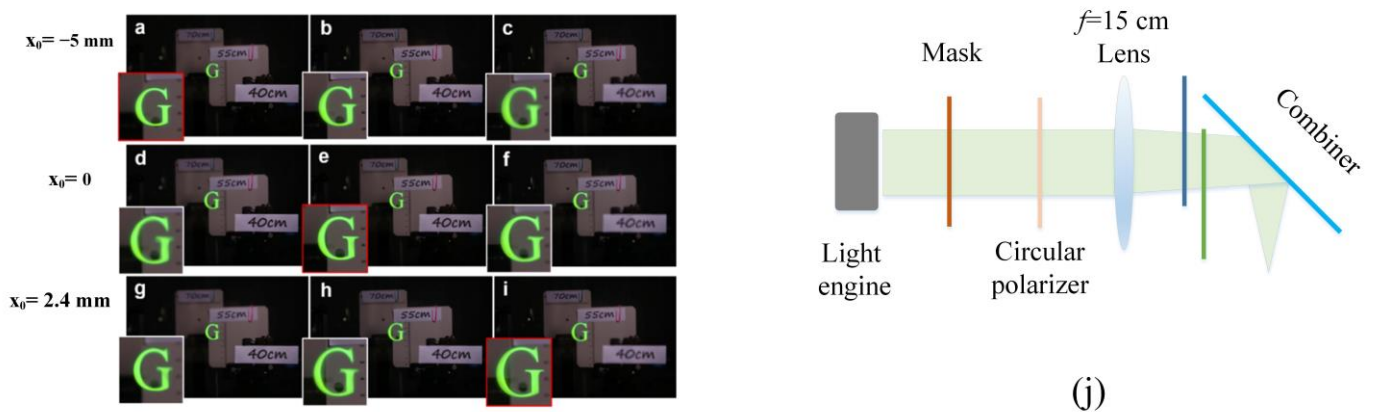 x₀= −5 mm
a
70cm
55cm
G
40cm
G
b
70cm
55cm
G
40cm
G
c
70cm
55cm
G
40cm
G
x₀= 0
d
70cm
55cm
G
40cm
G
e
70cm
55cm
G
40cm
G
f
70cm
55cm
G
40cm
G
x₀= 2.4 mm
g
70cm
55cm
G
40cm
G
h
70cm
55cm
G
40cm
G
i
70cm
55cm
G
40cm
G
f=15 cm
Lens
Mask
Combiner
Light
engine
Circular
polarizer
(j)